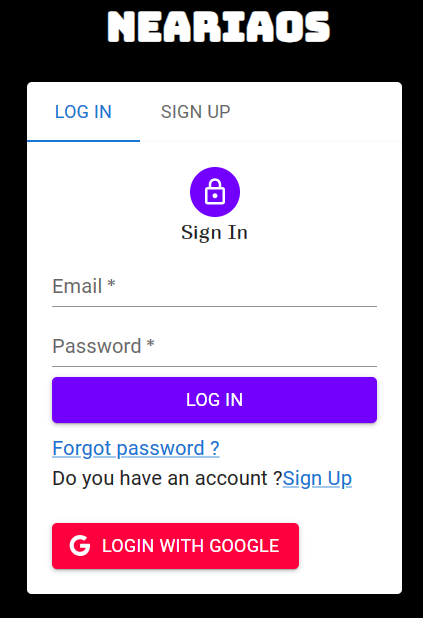 NEARIAOS
LOG IN SIGN UP
Sign In
Email *
Password *
LOG IN
Forgot password ?
Do you have an account ?Sign Up
G LOGIN WITH GOOGLE